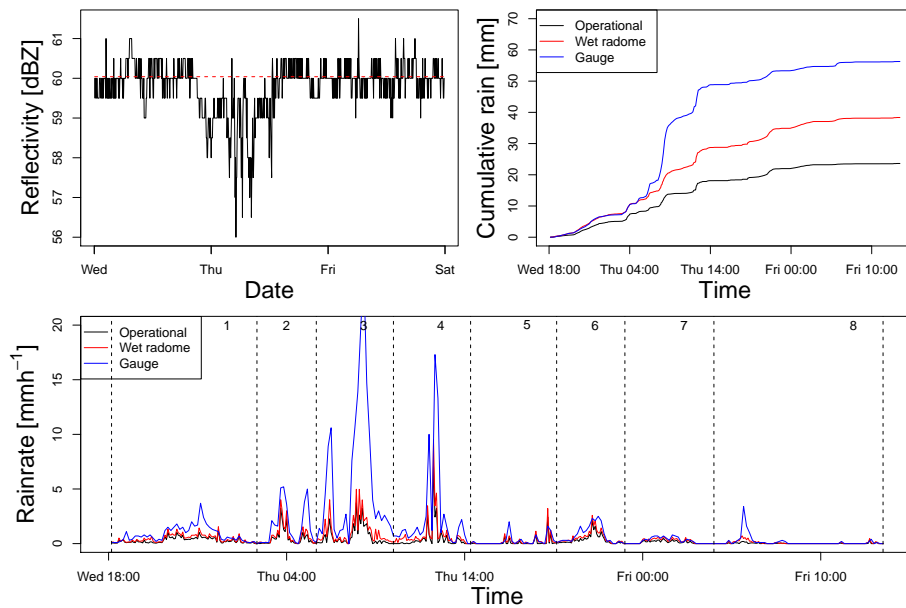 Reflectivity [dBZ]
61
60
59
58
57
56
Wed
Thu
Fri
Sat
Date
Cumulative rain [mm]
70
60
50
40
30
20
10
0
Operational
Wet radome
Gauge
Wed 18:00
Thu 04:00
Thu 14:00
Fri 00:00
Fri 10:00
Time
Rainrate [mmh⁻¹]
20
15
10
5
0
1
2
3
4
5
6
7
8
Operational
Wet radome
Gauge
Wed 18:00
Thu 04:00
Thu 14:00
Fri 00:00
Fri 10:00
Time